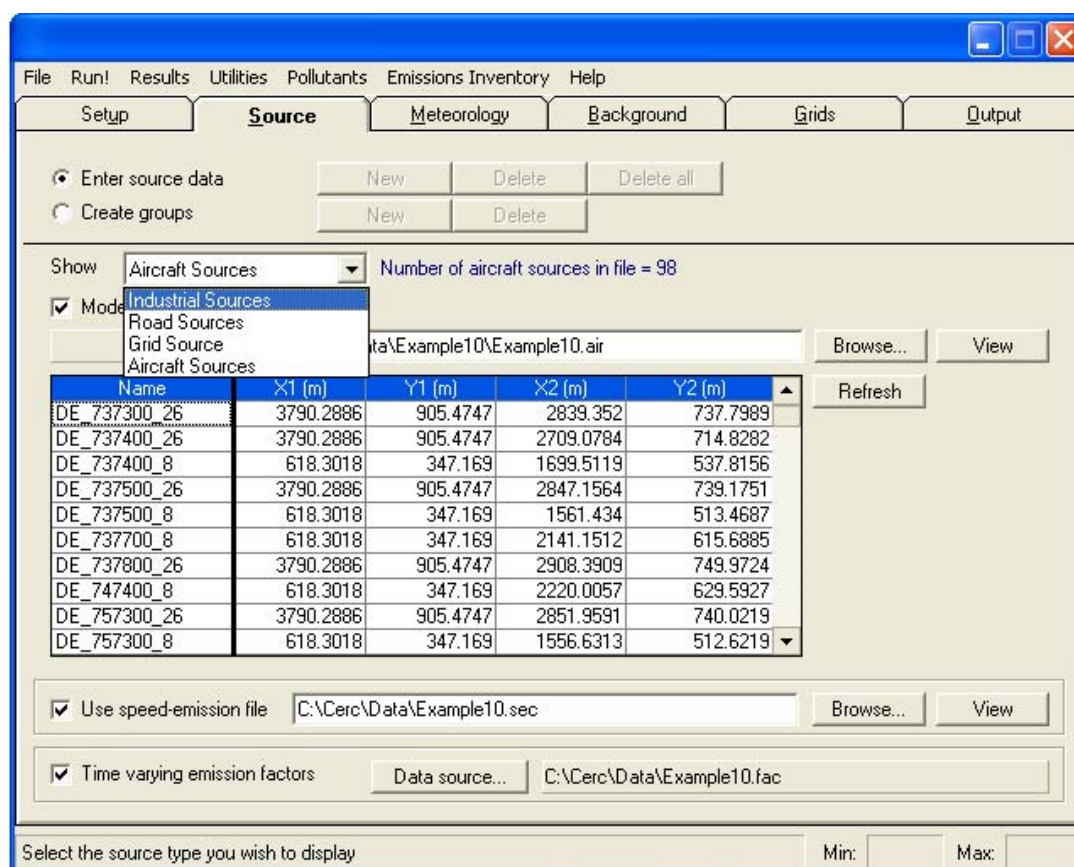 File Run! Results Utilities Pollutants Emissions Inventory Help
Setup Source Meteorology Background Grids Output
Enter source data New Delete Delete all
Create groups New Delete
Show Aircraft Sources Number of aircraft sources in file = 98
Mode
Industrial Sources
Road Sources
Grid Source
Aircraft Sources
ata\Example10\Example10.air Browse... View
Refresh
Name X1 (m) Y1 (m) X2 (m) Y2 (m)
DE_737300_26 3790.2886 905.4747 2839.352 737.7989
DE_737400_26 3790.2886 905.4747 2709.0784 714.8282
DE_737400_8 618.3018 347.169 1699.5119 537.8156
DE_737500_26 3790.2886 905.4747 2847.1564 739.1751
DE_737500_8 618.3018 347.169 1561.434 513.4687
DE_737700_8 618.3018 347.169 2141.1512 615.6885
DE_737800_26 3790.2886 905.4747 2908.3909 749.9724
DE_747400_8 618.3018 347.169 2220.0057 629.5927
DE_757300_26 3790.2886 905.4747 2851.9591 740.0219
DE_757300_8 618.3018 347.169 1556.6313 512.6219
Use speed-emission file C:\Cerc\Data\Example10.sec Browse... View
Time varying emission factors Data source... C:\Cerc\Data\Example10.fac
Select the source type you wish to display Min: Max: